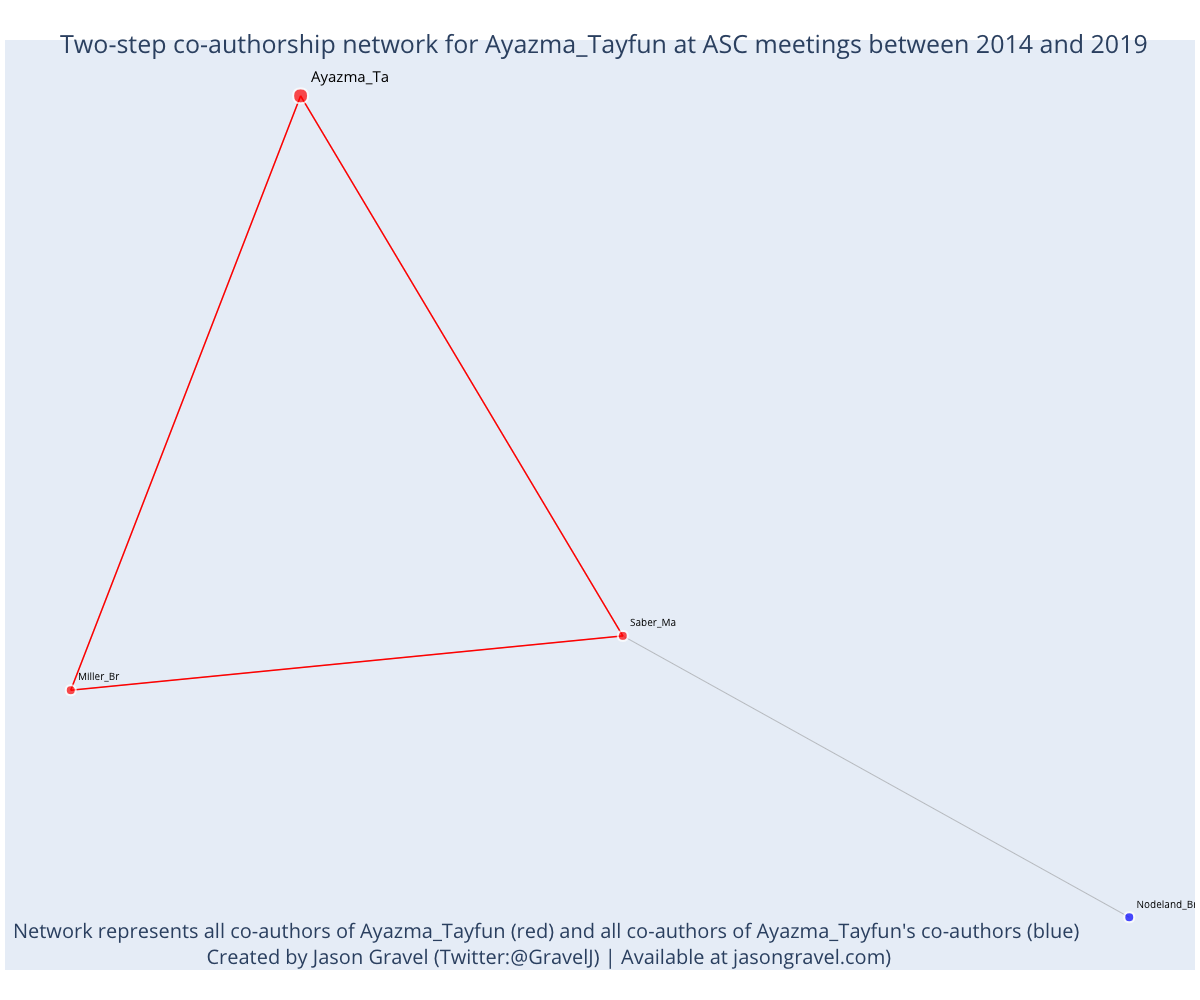 Two-step co-authorship network for Ayazma_Tayfun at ASC meetings between 2014 and 2019
Ayazma_Ta
Saber_Ma
Miller_Br
Nodeland_Br
Network represents all co-authors of Ayazma_Tayfun (red) and all co-authors of Ayazma_Tayfun's co-authors (blue)
Created by Jason Gravel (Twitter:@GravelJ) | Available at jasongravel.com)